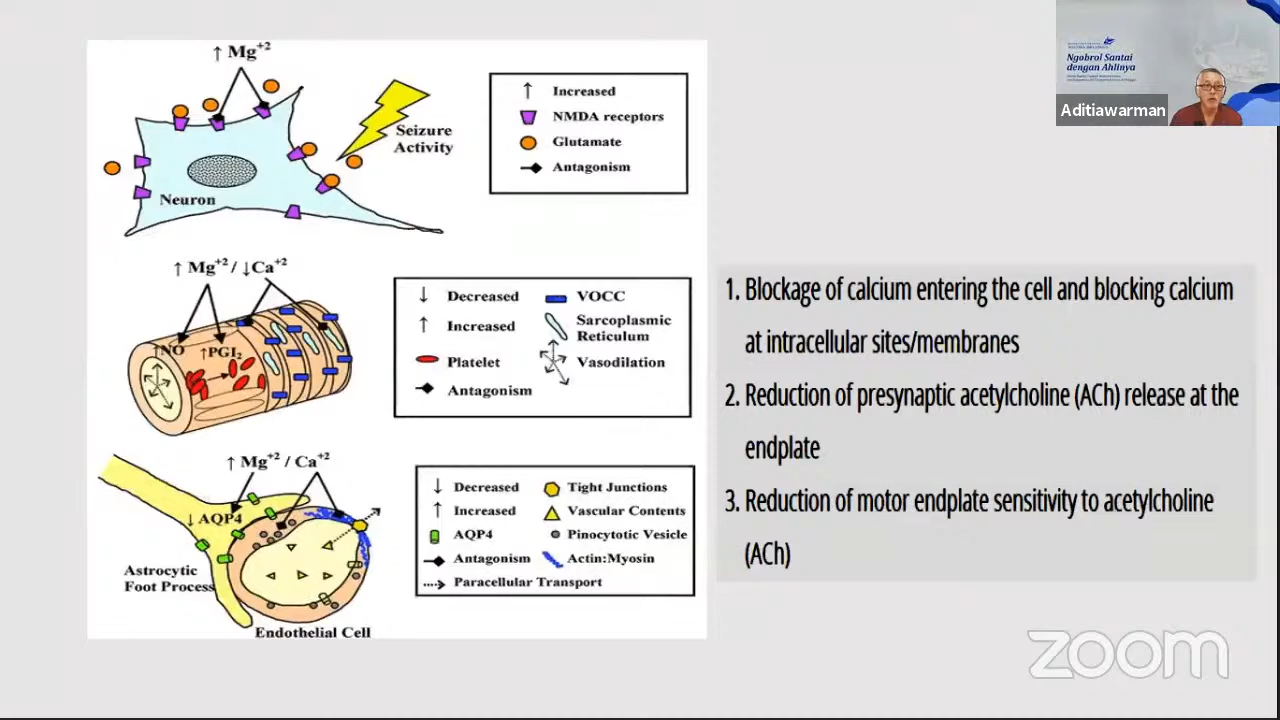 ↑ Mg+2
Seizure
Activity
Neuron
↑ Increased
NMDA receptors
Glutamate
Antagonism
↑ Mg+2 / ↓Ca+2
↑NO ↑PGI2
↓ Decreased
↑ Increased
Platelet
Antagonism
VOCC
Sarcoplasmic
Reticulum
Vasodilation
↑ Mg+2 / Ca+2
↓ AQP4
Astrocytic
Foot Process
Endothelial Cell
↓ Decreased
↑ Increased
AQP4
Antagonism
Paracellular Transport
Tight Junctions
Vascular Contents
Pinocytotic Vesicle
Actin:Myosin
1. Blockage of calcium entering the cell and blocking calcium
at intracellular sites/membranes
2. Reduction of presynaptic acetylcholine (ACh) release at the
endplate
3. Reduction of motor endplate sensitivity to acetylcholine
(ACh)
Ngobrol Santai
dengan Ahlinya
Aditiawarman
zoom